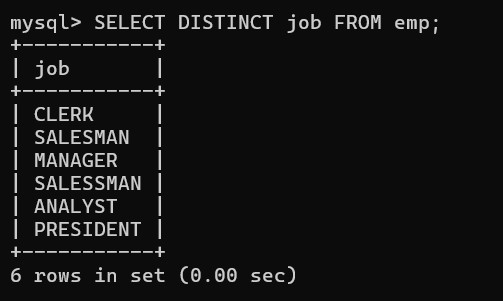 mysql> SELECT DISTINCT job FROM emp;
+-----------+
| job       |
+-----------+
| CLERK     |
| SALESMAN  |
| MANAGER   |
| SALESSMAN |
| ANALYST   |
| PRESIDENT |
+-----------+
6 rows in set (0.00 sec)